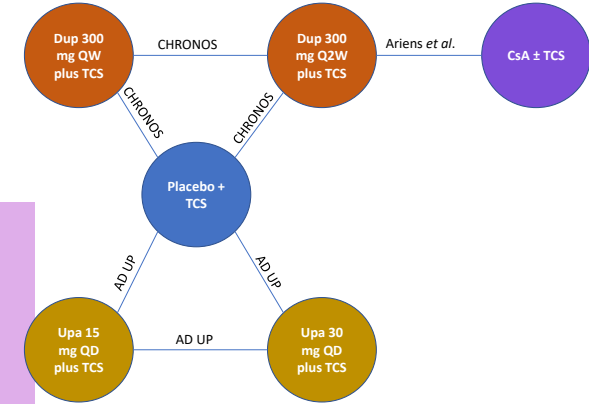 Dup 300
mg QW
plus TCS
CHRONOS
Dup 300
mg Q2W
plus TCS
Ariens et al.
CsA ± TCS
CHRONOS
CHRONOS
Placebo +
TCS
AD UP
AD UP
Upa 15
mg QD
plus TCS
AD UP
Upa 30
mg QD
plus TCS